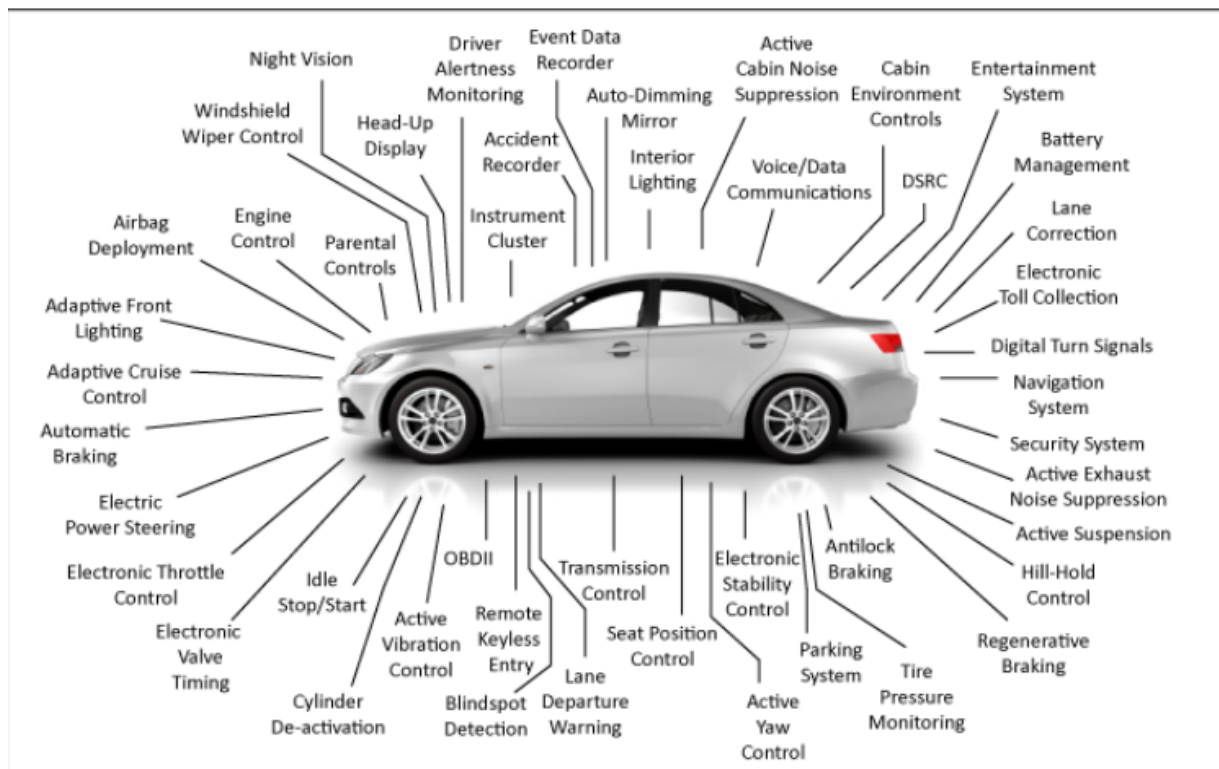 Night Vision
Driver
Alertness
Monitoring
Event Data
Recorder
Active
Cabin Noise
Suppression
Cabin
Environment
Controls
Entertainment
System
Windshield
Wiper Control
Head-Up
Display
Accident
Recorder
Auto-Dimming
Mirror
Interior
Lighting
Voice/Data
Communications
DSRC
Battery
Management
Airbag
Deployment
Engine
Control
Parental
Controls
Instrument
Cluster
Lane
Correction
Electronic
Toll Collection
Adaptive Front
Lighting
Digital Turn Signals
Adaptive Cruise
Control
Navigation
System
Automatic
Braking
Security System
Electric
Power Steering
Active Exhaust
Noise Suppression
Active Suspension
Electronic Throttle
Control
Idle
Stop/Start
OBDII
Transmission
Control
Electronic
Stability
Control
Antilock
Braking
Hill-Hold
Control
Electronic
Valve
Timing
Active
Vibration
Control
Remote
Keyless
Entry
Seat Position
Control
Parking
System
Regenerative
Braking
Cylinder
De-activation
Blindspot
Detection
Lane
Departure
Warning
Active
Yaw
Control
Tire
Pressure
Monitoring